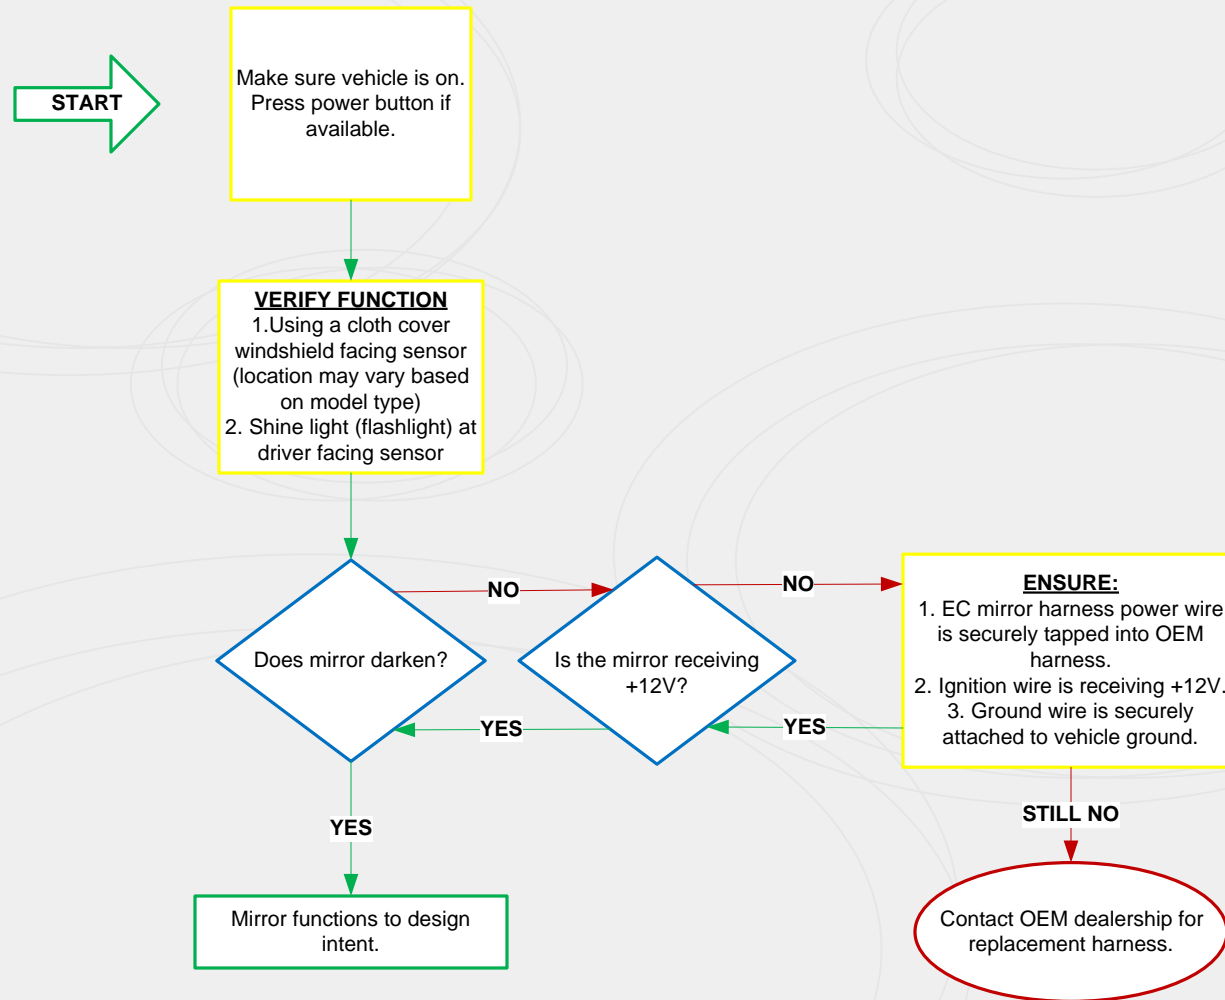 START
Make sure vehicle is on.
Press power button if
available.
VERIFY FUNCTION
1.Using a cloth cover
windshield facing sensor
(location may vary based
on model type)
2. Shine light (flashlight) at
driver facing sensor
Does mirror darken?
NO
Is the mirror receiving
+12V?
NO
ENSURE:
1. EC mirror harness power wire
is securely tapped into OEM
harness.
2. Ignition wire is receiving +12V.
3. Ground wire is securely
attached to vehicle ground.
YES
YES
YES
STILL NO
Mirror functions to design
intent.
Contact OEM dealership for
replacement harness.